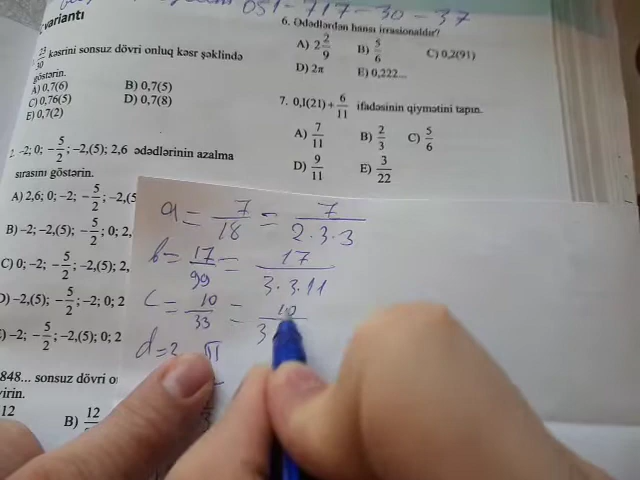 051-717-30-37
variantı
23/30 kəsrini sonsuz dövri onluq kəsr şəklində
göstərin.
A) 0,7(6) B) 0,7(5)
C) 0,76(5) D) 0,7(8)
E) 0,7(2)
2. -2; 0; -5/2; -2,(5); 2,6 ədədlərinin azalma
sırasını göstərin.
A) 2,6; 0; -2; -5/2; -2,(5
B) -2; -2,(5); -5/2; 0; 2,
C) 0; -2; -5/2; -2,(5); 2,
D) -2,(5); -5/2; -2; 0; 2
-2; -5/2; -2,(5); 0; 2
848... sonsuz dövri
virin.
12 B) 12
6. Ədədlərdən hansı irrasionaldır?
A) 2 2/9 B) 5/6 C) 0,2(91)
D) 2π E) 0,222...
7. 0,1(21) + 6/11 ifadəsinin qiymətini tapın.
A) 7/11 B) 2/3 C) 5/6
D) 9/11 E) 3/22
a = 7/18 = 7/2·3·3
b = 17/99 = 17/3·3·11
c = 10/33 = 10/3
d = 2 π